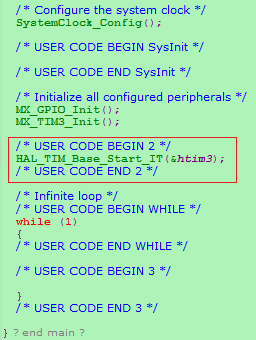 /* Configure the system clock */
SystemClock_Config();
/* USER CODE BEGIN SysInit */
/* USER CODE END SysInit */
/* Initialize all configured peripherals */
MX_GPIO_Init();
MX_TIM3_Init();
/* USER CODE BEGIN 2 */
HAL_TIM_Base_Start_IT(&htim3);
/* USER CODE END 2 */
/* Infinite loop */
/* USER CODE BEGIN WHILE */
while (1)
{
/* USER CODE END WHILE */
/* USER CODE BEGIN 3 */
}
/* USER CODE END 3 */
} ? end main ?